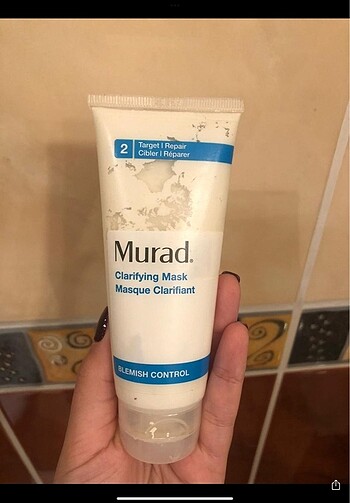 2 Target | Repair
Cibler | Réparer
Murad.
Clarifying Mask
Masque Clarifiant
BLEMISH CONTROL